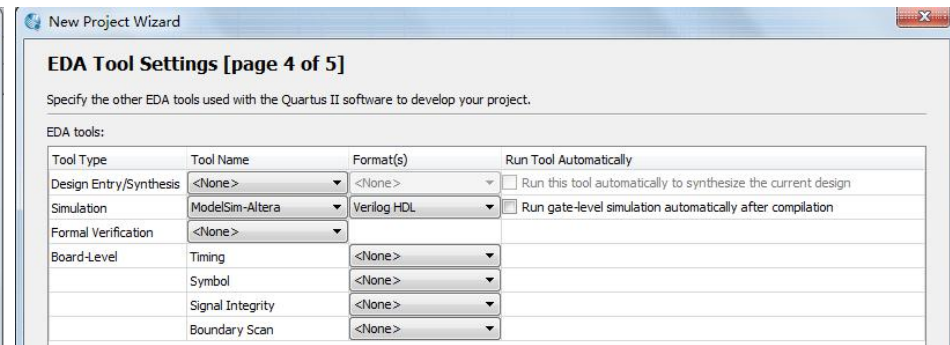 New Project Wizard
EDA Tool Settings [page 4 of 5]
Specify the other EDA tools used with the Quartus II software to develop your project.
EDA tools:
Tool Type Tool Name Format(s) Run Tool Automatically
Design Entry/Synthesis <None> <None> Run this tool automatically to synthesize the current design
Simulation ModelSim-Altera Verilog HDL Run gate-level simulation automatically after compilation
Formal Verification <None>
Board-Level Timing <None>
Symbol <None>
Signal Integrity <None>
Boundary Scan <None>